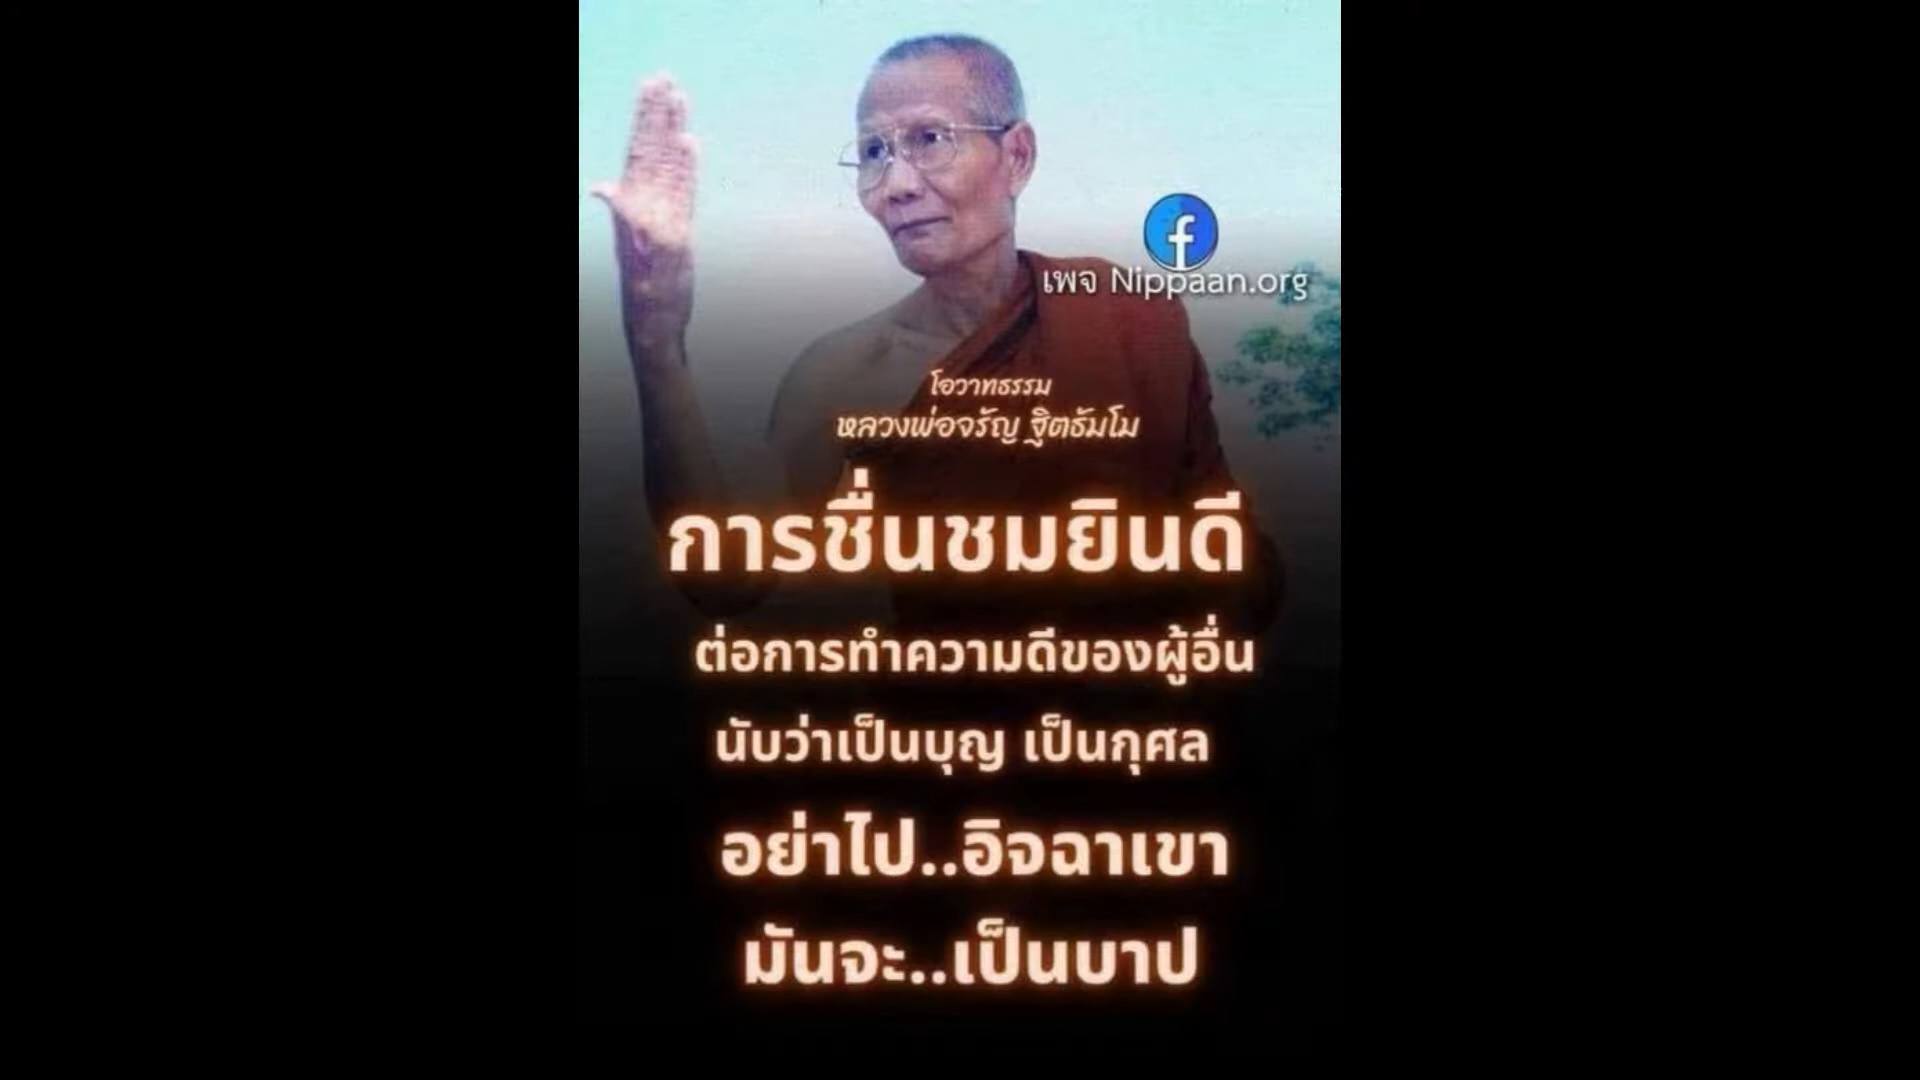 f
เพจ Nippaan.org
โอวาทธรรม
หลวงพ่อจรัญ ฐิตธัมโม
การชื่นชมยินดี
ต่อการทำความดีของผู้อื่น
นับว่าเป็นบุญ เป็นกุศล
อย่าไป..อิจฉาเขา
มันจะ..เป็นบาป